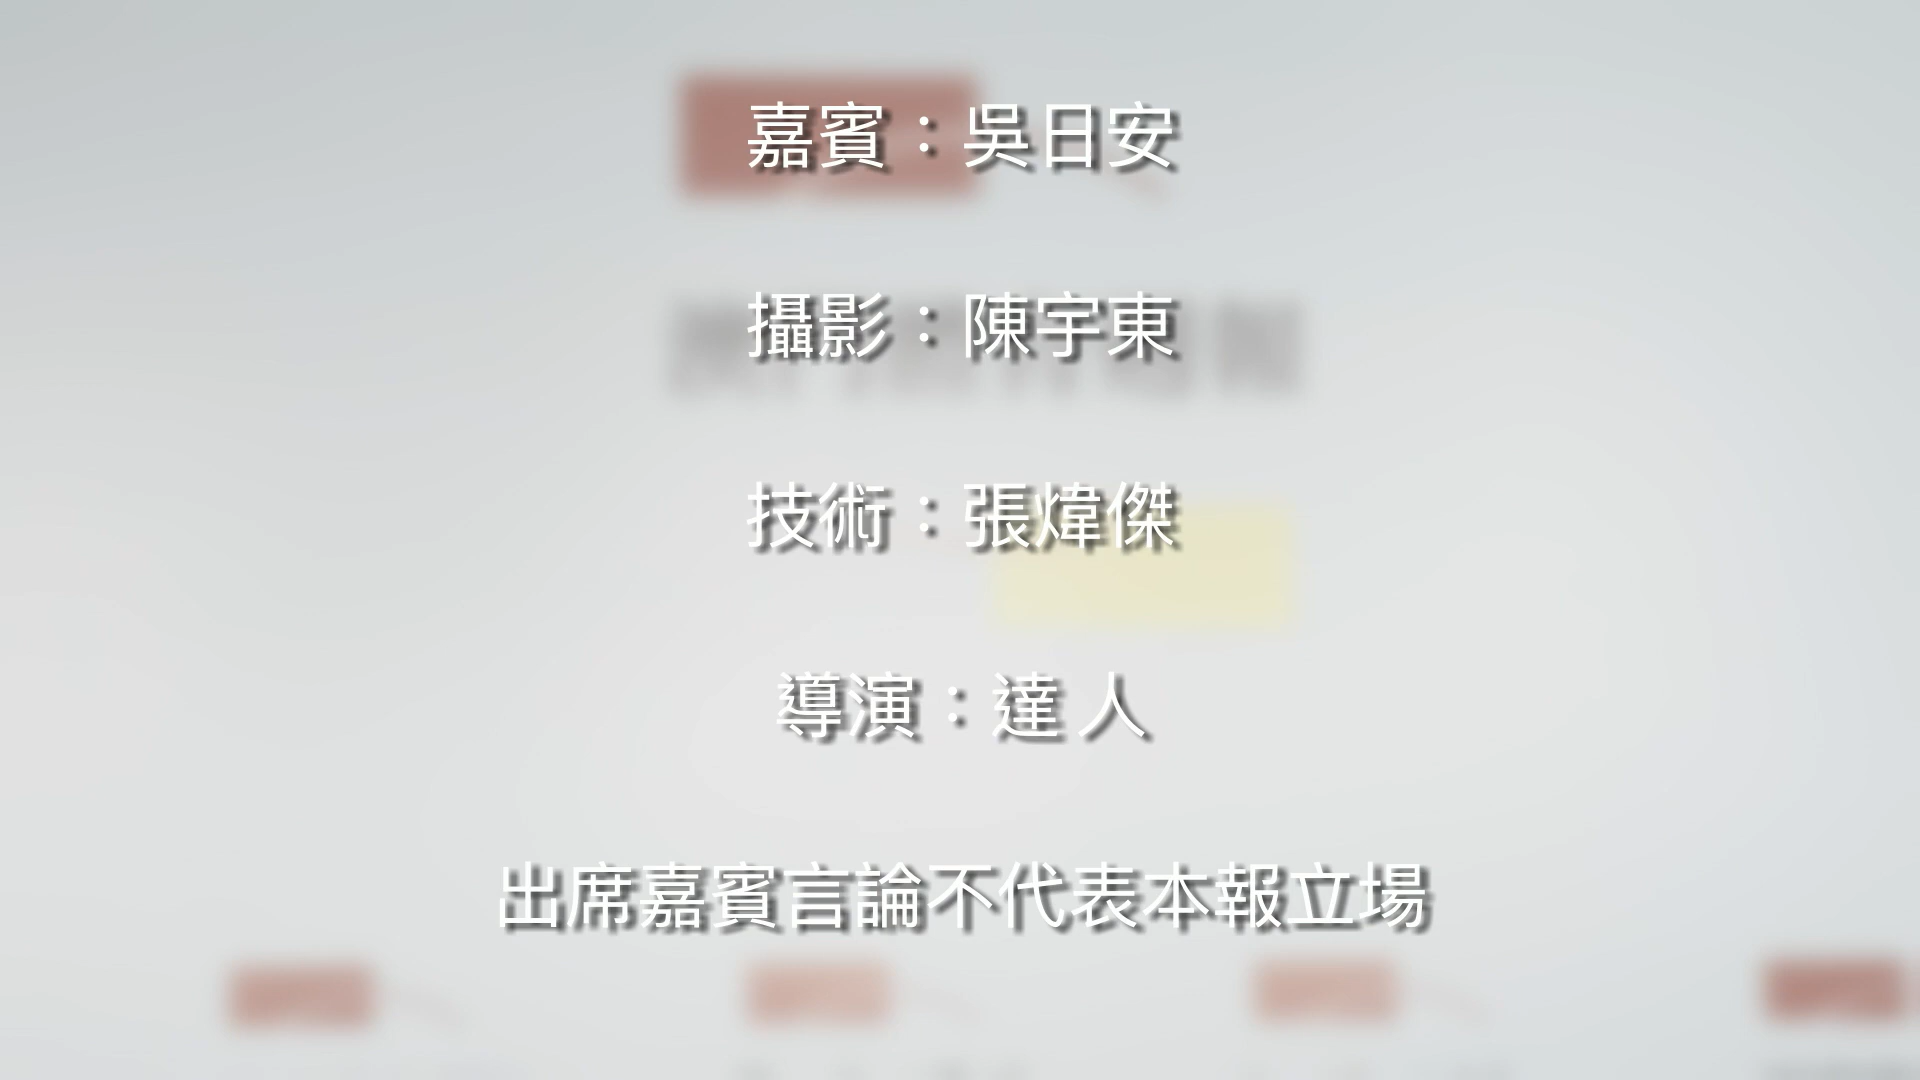 嘉賓：吳日安
攝影：陳宇東
技術：張煒傑
導演：達 人
出席嘉賓言論不代表本報立場